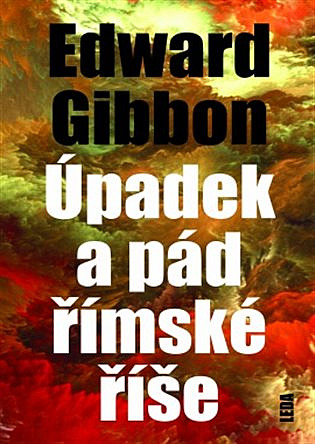 Edward
Gibbon
Úpadek
a pád
římské
říše
LEDA